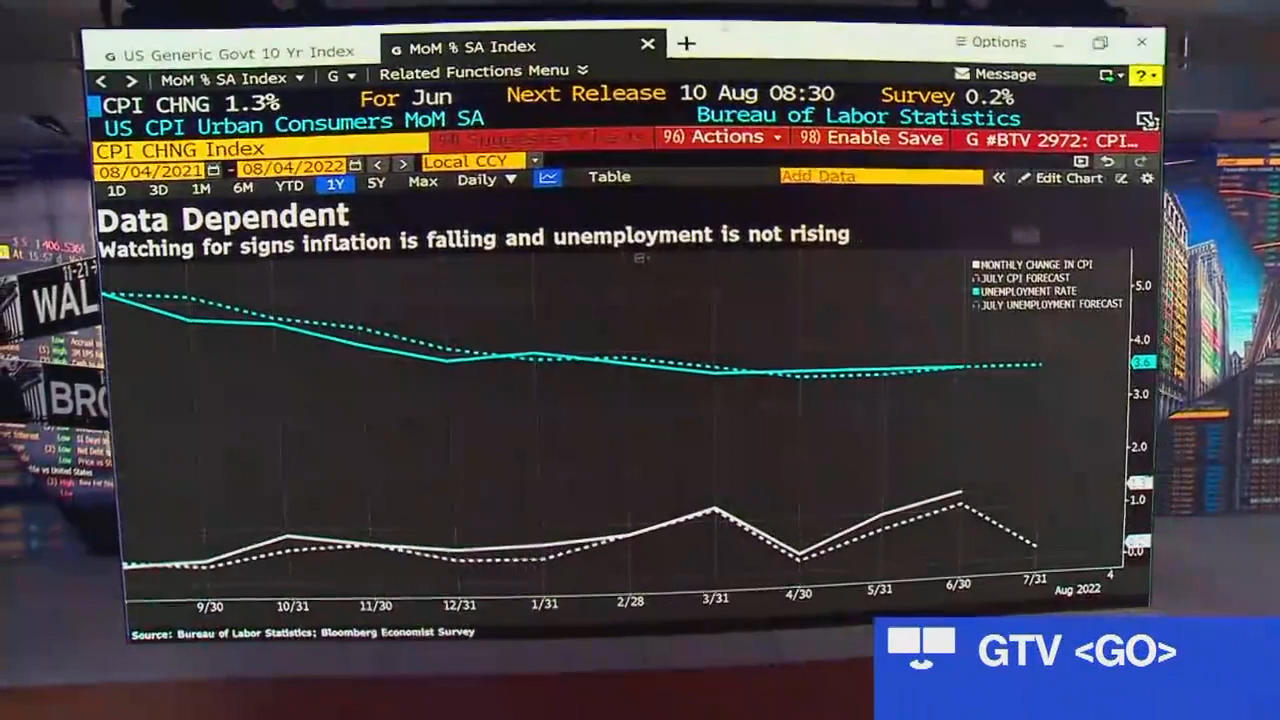 G US Generic Govt 10 Yr Index
G MoM % SA Index
Options
MoM % SA Index
G
Related Functions Menu
Message
?
CPI CHNG 1.3% For Jun Next Release 10 Aug 08:30 Survey 0.2%
US CPI Urban Consumers MoM SA Bureau of Labor Statistics
CPI CHNG Index
96) Actions
98) Enable Save
G #BTV 2972: CPI...
08/04/2021 - 08/04/2022
Local CCY
1D 3D 1M 6M YTD 1Y 5Y Max Daily Table
Add Data
Edit Chart
Data Dependent
Watching for signs inflation is falling and unemployment is not rising
MONTHLY CHANGE IN CPI
JULY CPI FORECAST
UNEMPLOYMENT RATE
JULY UNEMPLOYMENT FORECAST
5.0
4.0
3.6
3.0
2.0
1.0
0.0
9/30 10/31 11/30 12/31 1/31 2/28 3/31 4/30 5/31 6/30 7/31 4
Aug 2022
Source: Bureau of Labor Statistics; Bloomberg Economist Survey
11-21
WAL
BRO
GTV <GO>